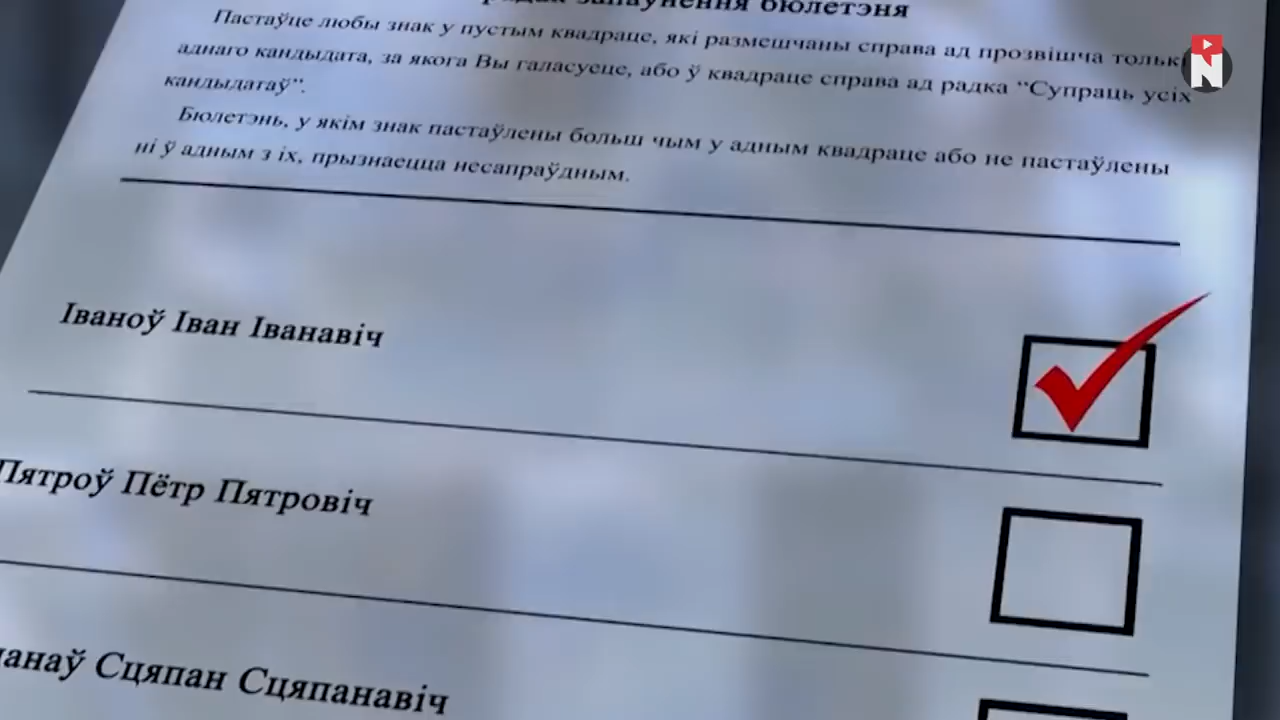 запаўнення бюлетэня
Пастаўце любы знак у пустым квадраце, які размешчаны справа ад прозвішча толькі
аднаго кандыдата, за якога Вы галасуеце, або ў квадраце справа ад радка “Супраць усіх
кандыдатаў”.
Бюлетэнь, у якім знак пастаўлены больш чым у адным квадраце або не пастаўлены
ні ў адным з іх, прызнаецца несапраўдным.
Іваноў Іван Іванавіч
Пятроў Пётр Пятровіч
Сцяпан Сцяпанавіч
N